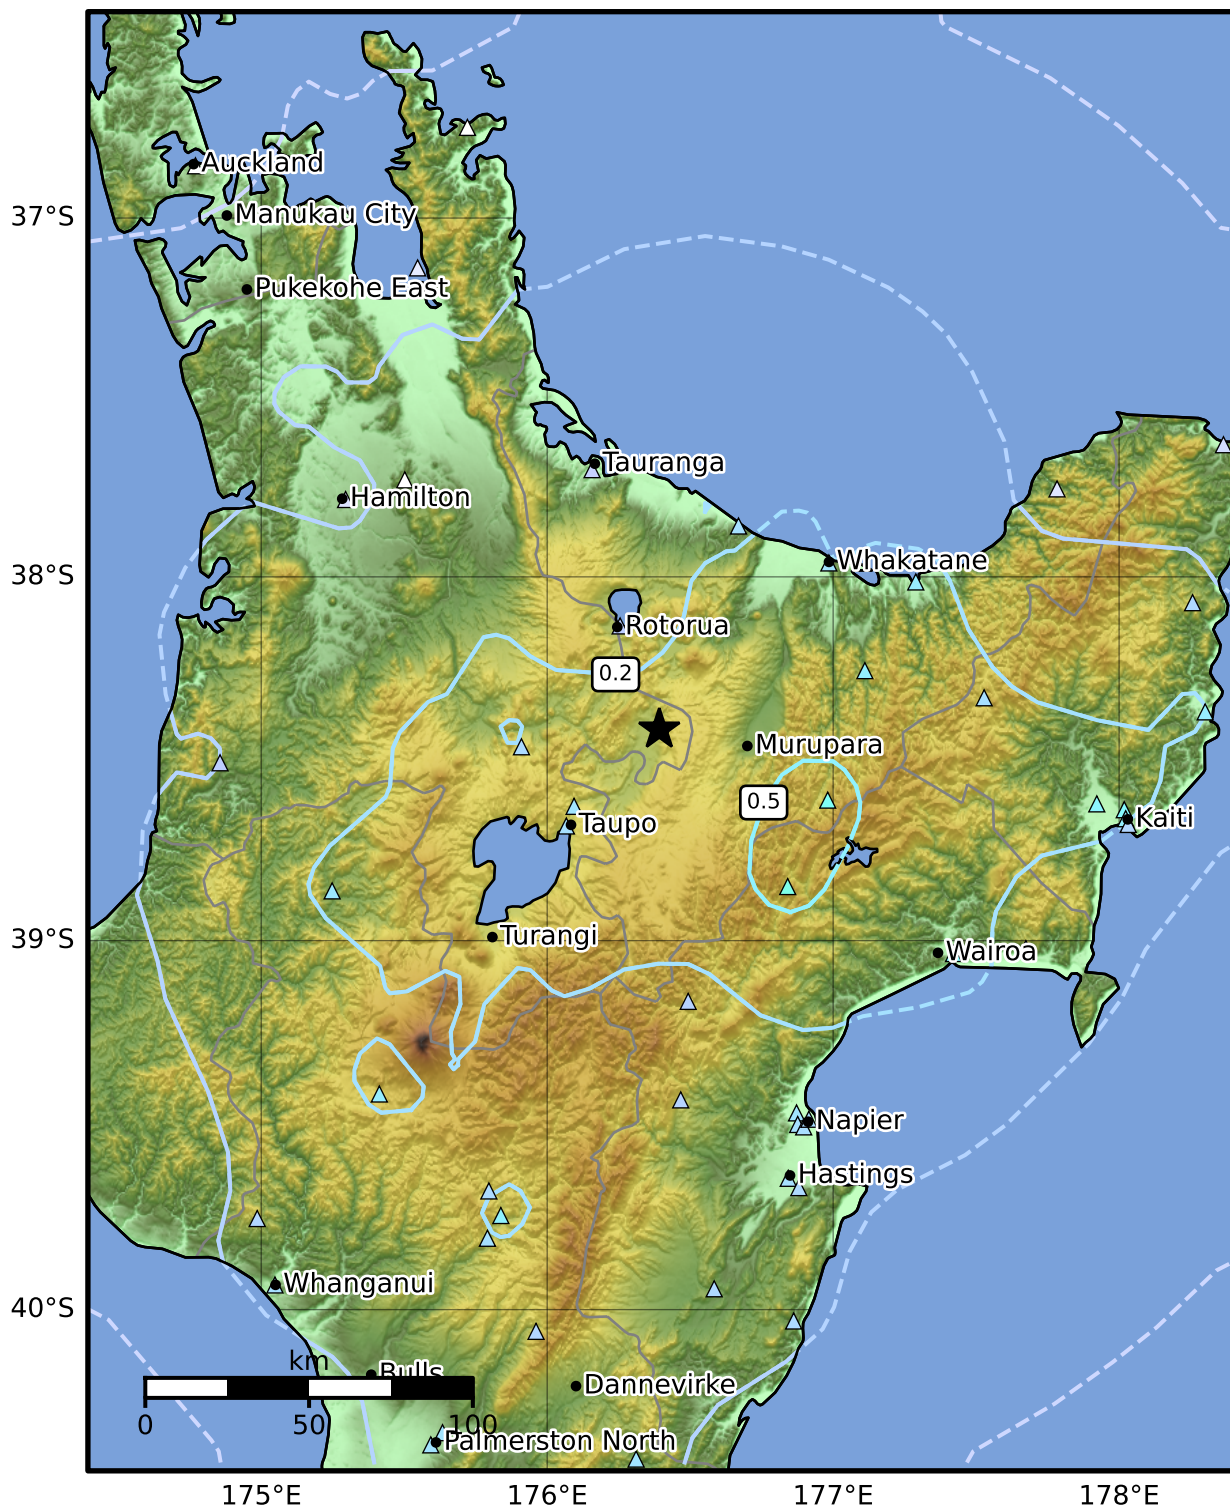 Auckland
37°S
Manukau City
Pukekohe East
Tauranga
Hamilton
Whakatane
38°S
Rotorua
0.2
Murupara
0.5
Kaiti
Taupo
Turangi
39°S
Wairoa
Napier
Hastings
Whanganui
40°S
km
Bulls
Dannevirke
0
50
100
Palmerston North
175°E
176°E
177°E
178°E